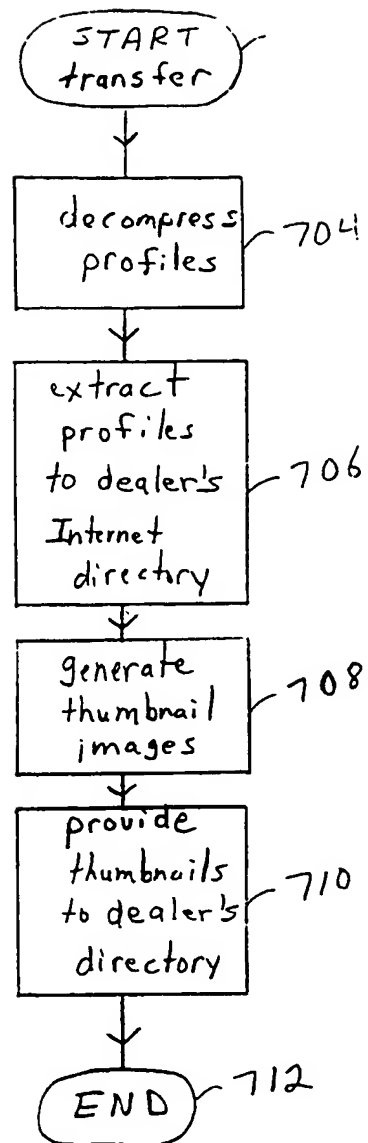 START
transfer
decompress
profiles
704
extract
profiles
to dealer's
Internet
directory
706
generate
thumbnail
images
708
provide
thumbnails
to dealer's
directory
710
END
712